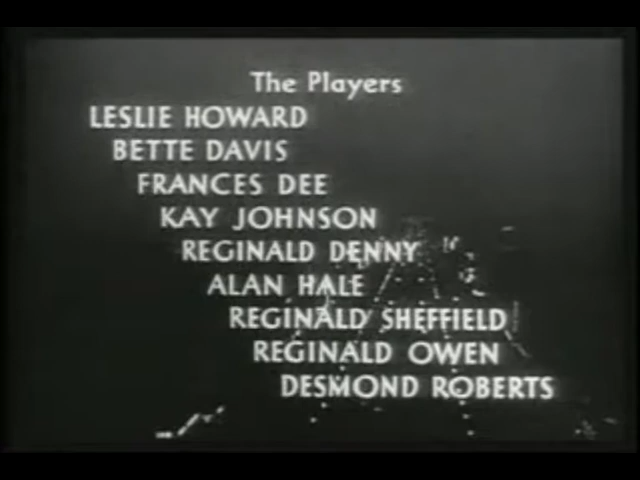 The Players
LESLIE HOWARD
BETTE DAVIS
FRANCES DEE
KAY JOHNSON
REGINALD DENNY
ALAN HALE
REGINALD SHEFFIELD
REGINALD OWEN
DESMOND ROBERTS